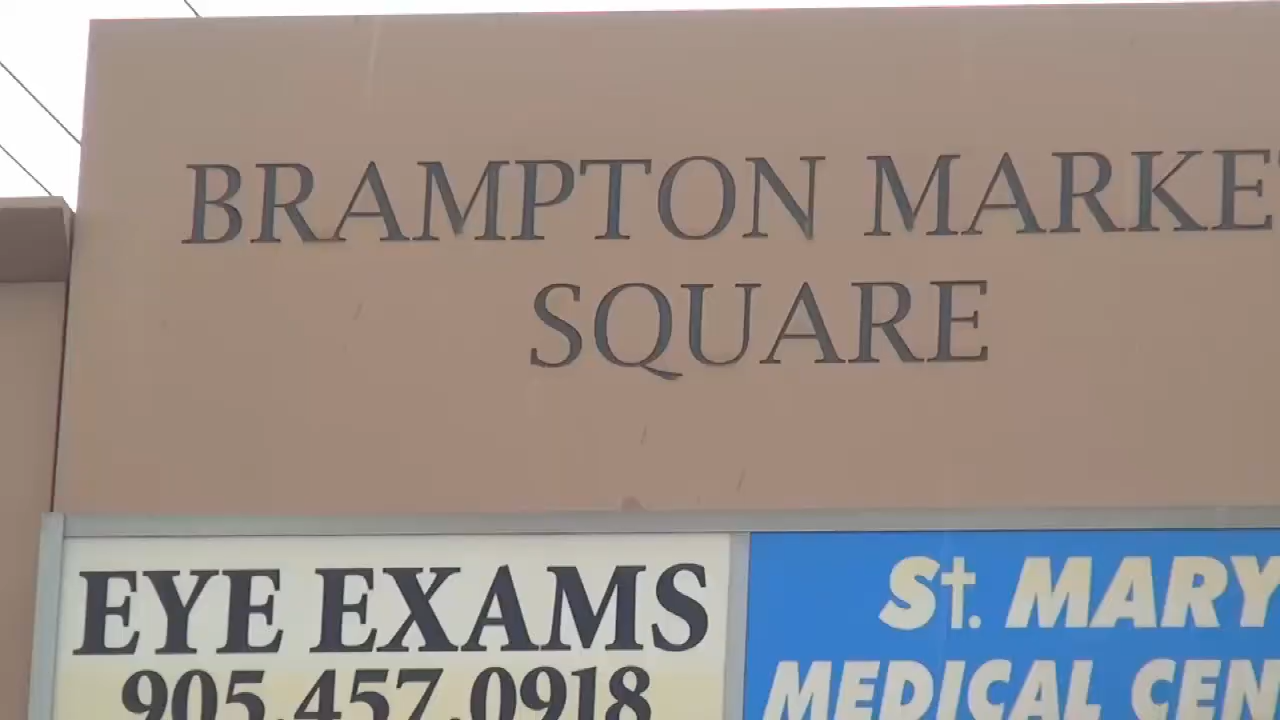 BRAMPTON MARKE
SQUARE
EYE EXAMS
905.457.0918
St. MARY
MEDICAL CEN